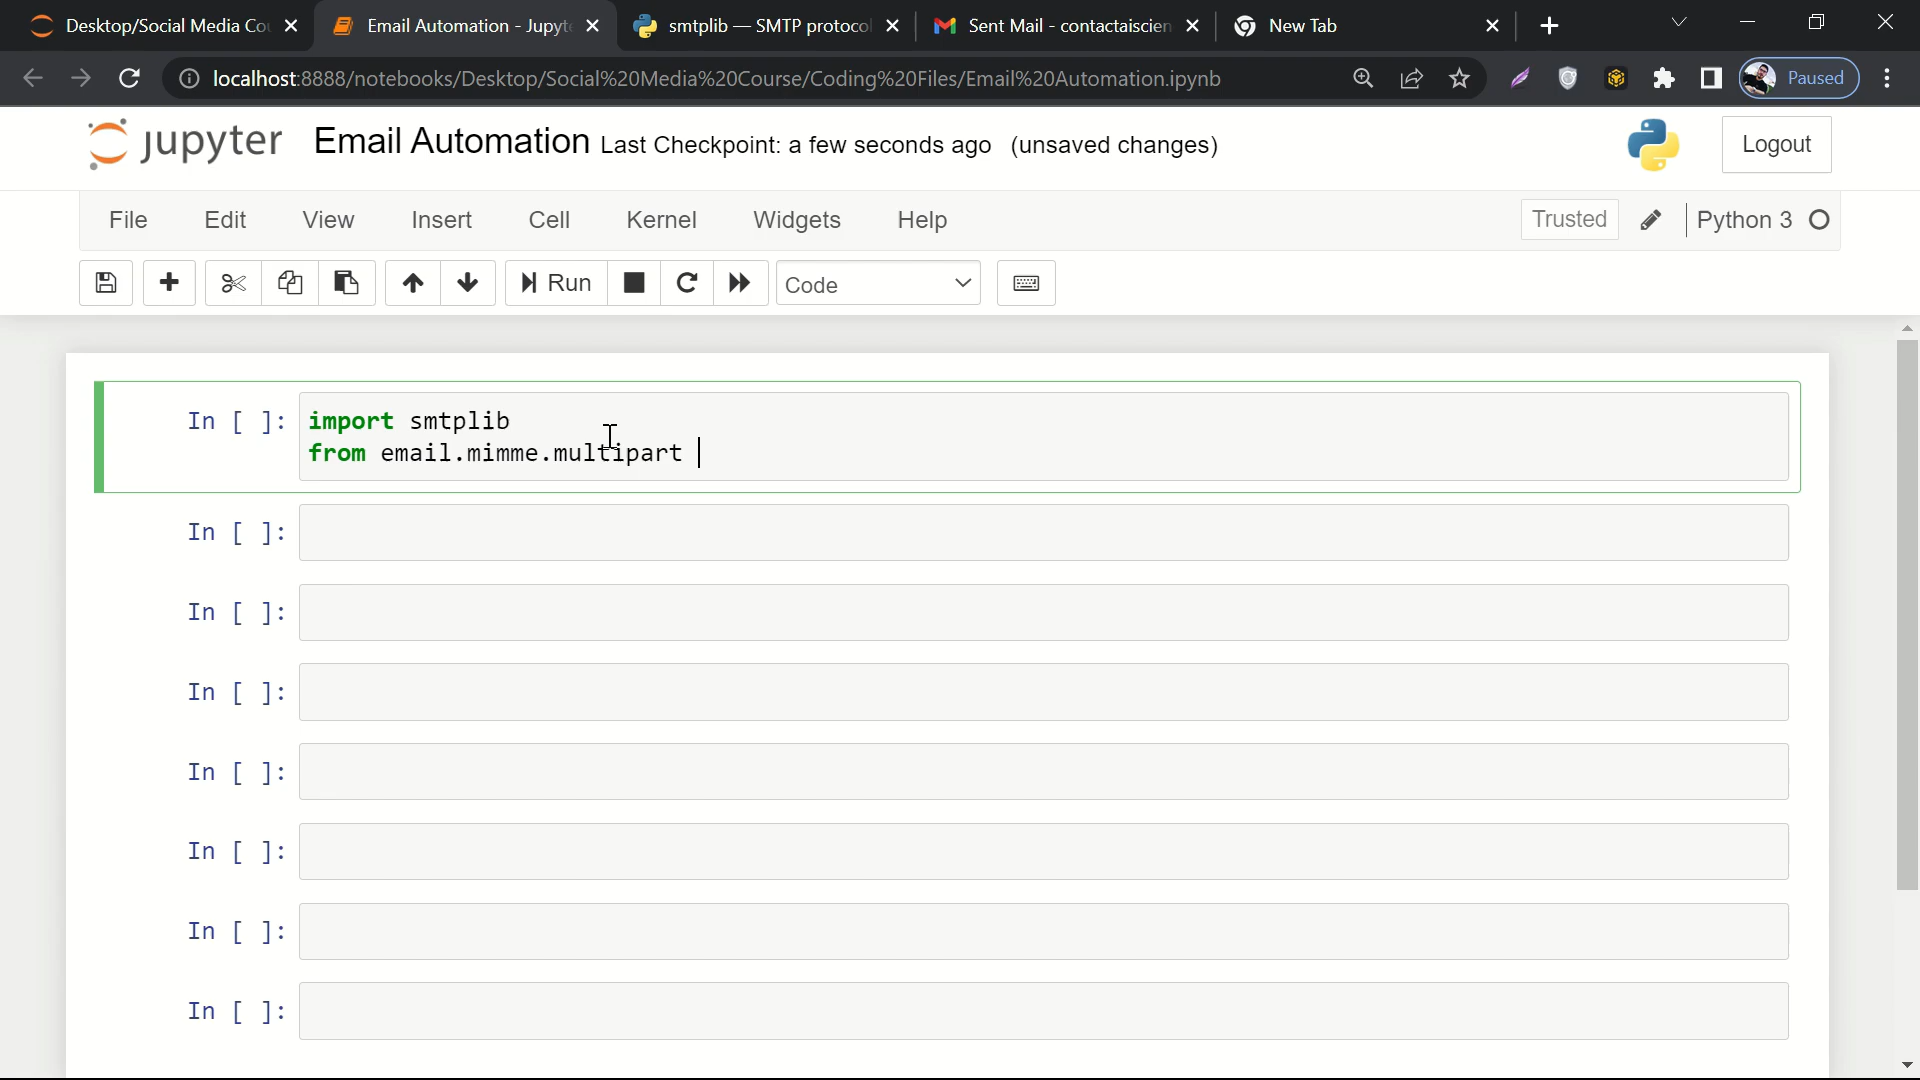 Desktop/Social Media Co
Email Automation - Jupyt
smtplib — SMTP protocol
Sent Mail - contactaiscien
New Tab
localhost:8888/notebooks/Desktop/Social%20Media%20Course/Coding%20Files/Email%20Automation.ipynb
Paused
jupyter Email Automation Last Checkpoint: a few seconds ago (unsaved changes)
Logout
File Edit View Insert Cell Kernel Widgets Help
Trusted
Python 3
Run
Code
In [ ]: import smtplib
from email.mimme.multipart
In [ ]:
In [ ]:
In [ ]:
In [ ]:
In [ ]:
In [ ]:
In [ ]: